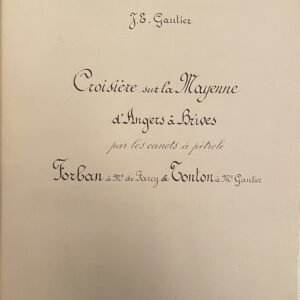 J. E. Gautier
Croisière sur la Mayenne
d'Angers à Brives
par les canots à pétrole
Forban à Mr de Farcy & Tonton à Mr Gautier